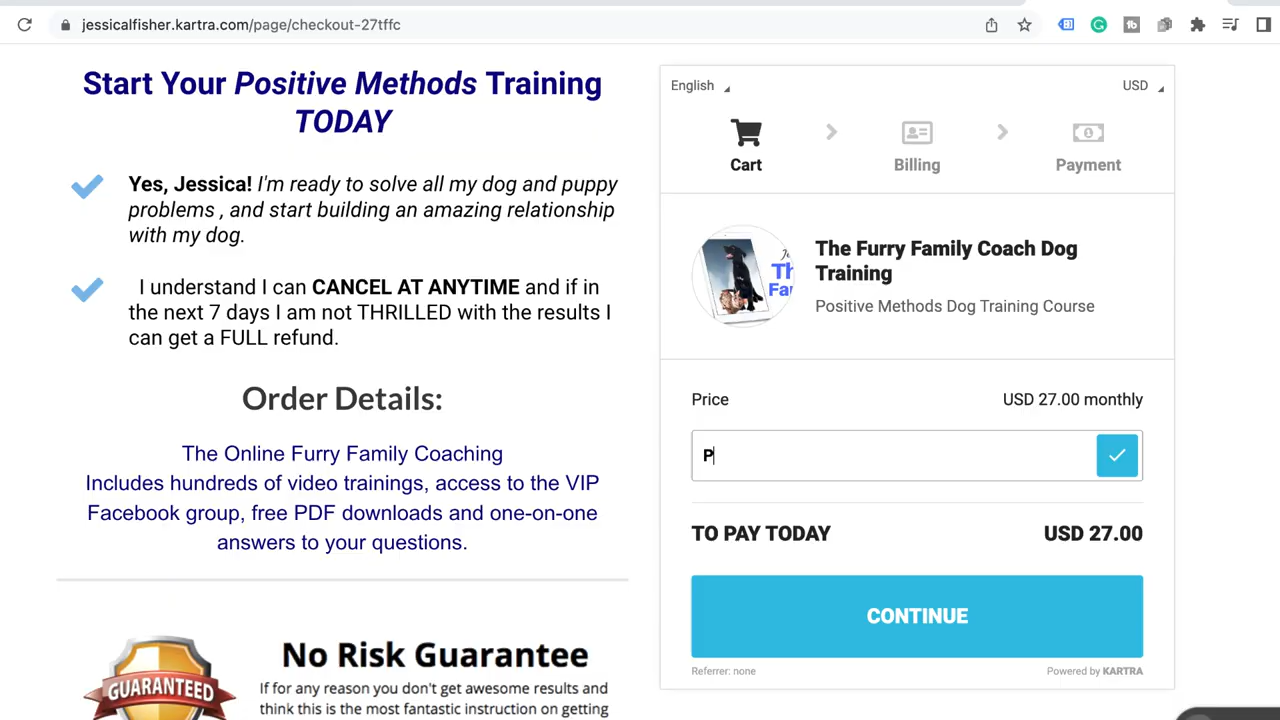 jessicalfisher.kartra.com/page/checkout-27tffc
Start Your Positive Methods Training
TODAY
Yes, Jessica! I'm ready to solve all my dog and puppy
problems , and start building an amazing relationship
with my dog.
I understand I can CANCEL AT ANYTIME and if in
the next 7 days I am not THRILLED with the results I
can get a FULL refund.
Order Details:
The Online Furry Family Coaching
Includes hundreds of video trainings, access to the VIP
Facebook group, free PDF downloads and one-on-one
answers to your questions.
GUARANTEED
No Risk Guarantee
If for any reason you don't get awesome results and
think this is the most fantastic instruction on getting
English
USD
Cart
Billing
Payment
The Furry Family Coach Dog
Training
Positive Methods Dog Training Course
Price
USD 27.00 monthly
P
TO PAY TODAY
USD 27.00
CONTINUE
Referrer: none
Powered by KARTRA